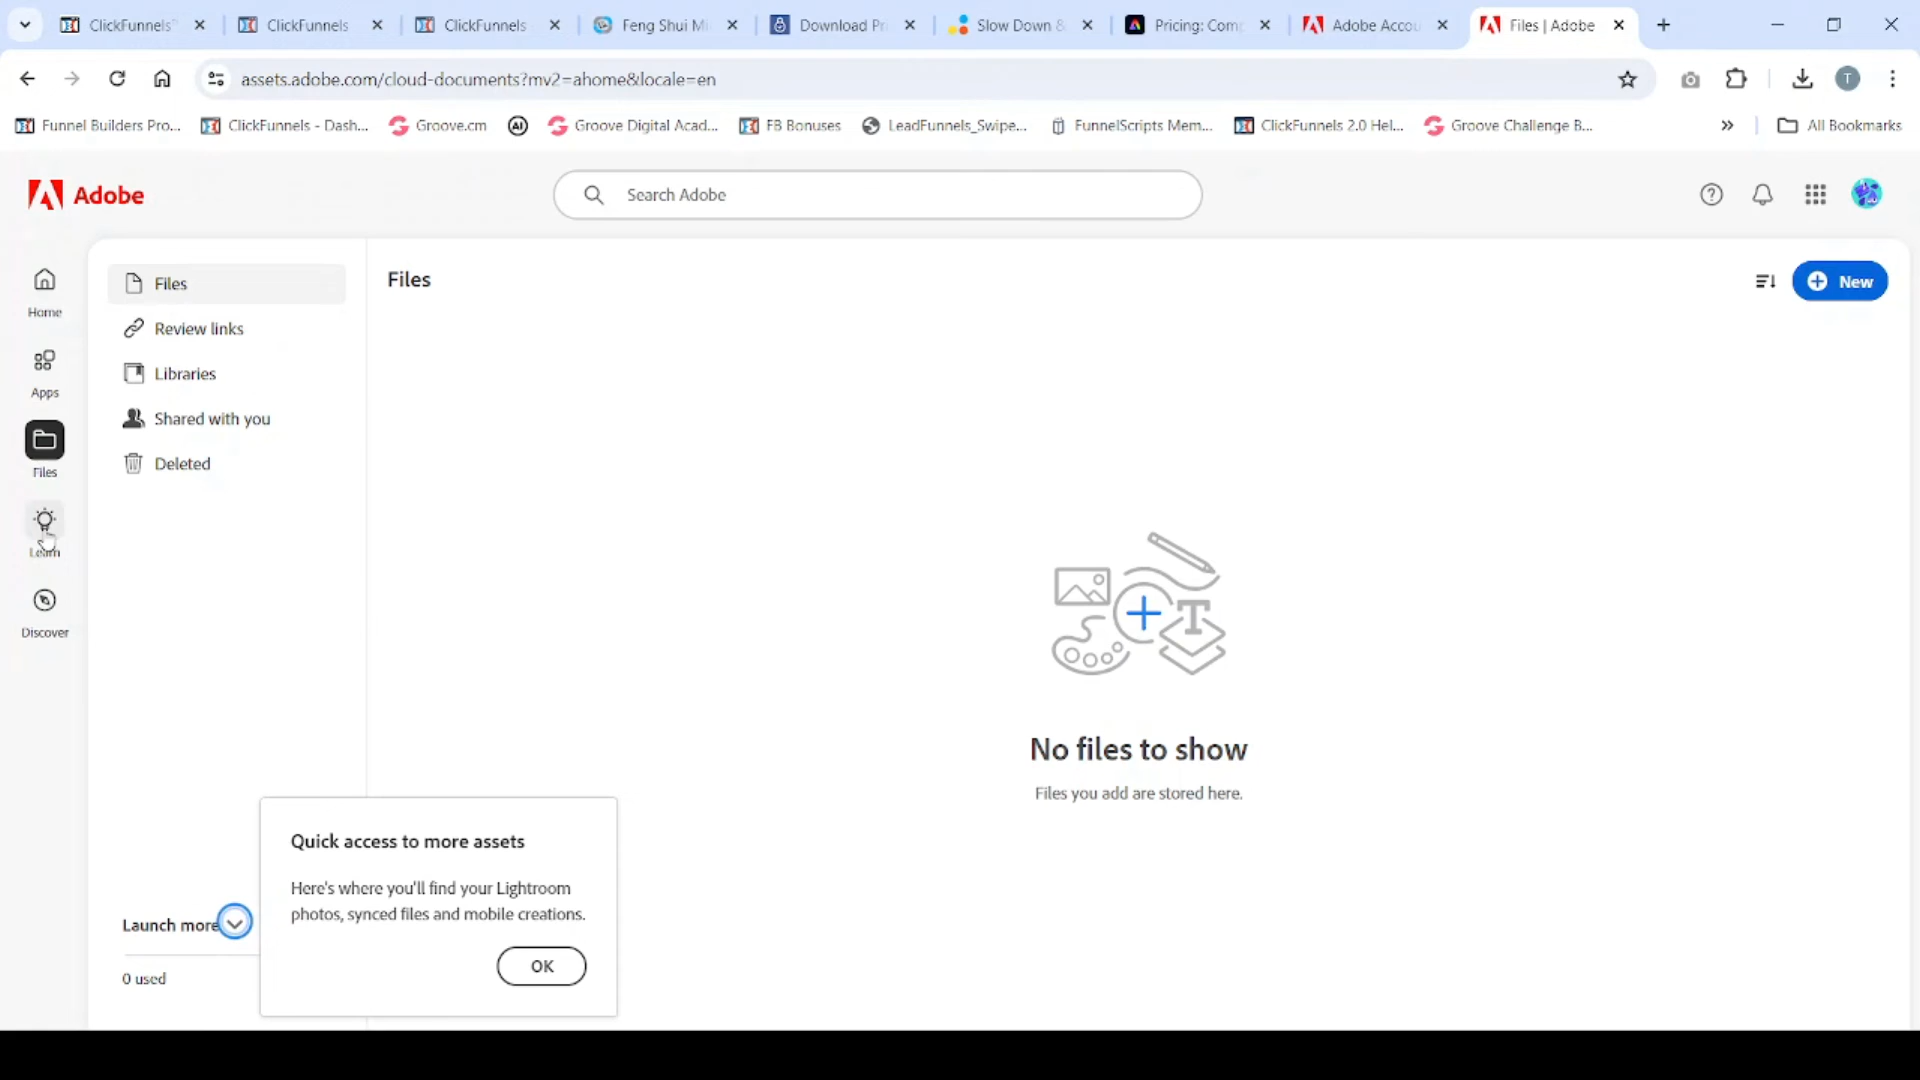 ClickFunnels™
ClickFunnels
ClickFunnels
Feng Shui Mi
Download Pr
Slow Down &
Pricing: Comp
Adobe Accou
Files | Adobe
assets.adobe.com/cloud-documents?mv2=ahome&locale=en
T
Funnel Builders Pro...
ClickFunnels - Dash...
Groove.cm
AI
Groove Digital Acad...
FB Bonuses
LeadFunnels_Swipe...
FunnelScripts Mem...
ClickFunnels 2.0 Hel...
Groove Challenge B...
All Bookmarks
Adobe
Search Adobe
Home
Apps
Files
Learn
Discover
Files
Review links
Libraries
Shared with you
Deleted
Files
New
No files to show
Files you add are stored here.
Quick access to more assets
Here's where you'll find your Lightroom
photos, synced files and mobile creations.
OK
Launch more
0 used